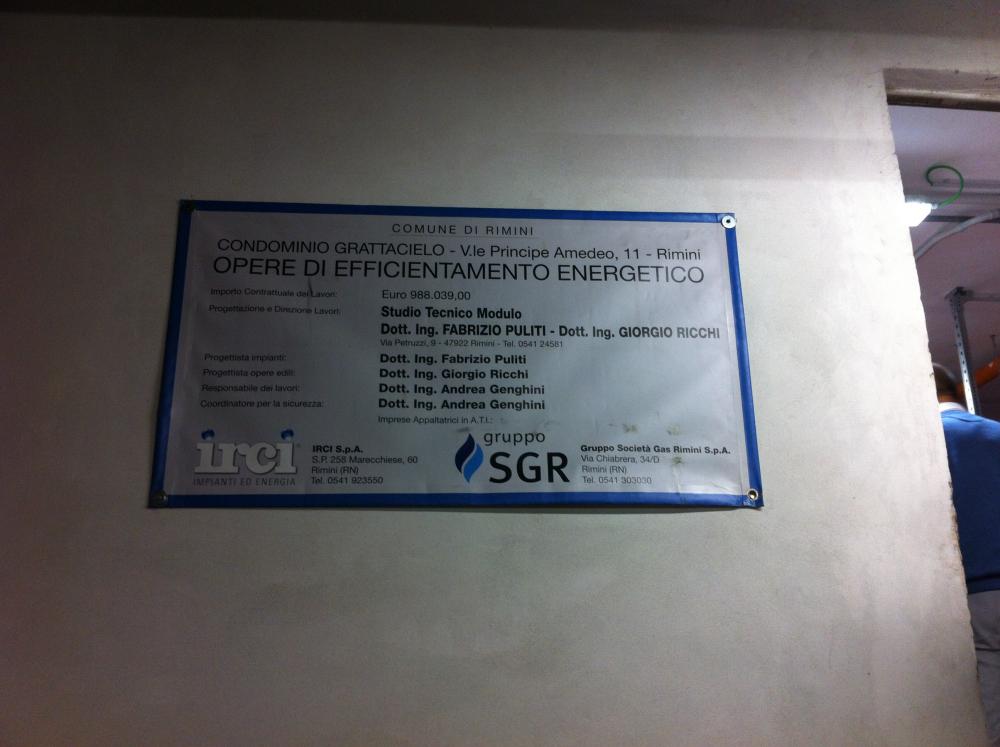 COMUNE DI RIMINI
CONDOMINIO GRATTACIELO - V.le Principe Amedeo, 11 - Rimini
OPERE DI EFFICIENTAMENTO ENERGETICO
Importo Contrattuale dei Lavori: Euro 988.039,00
Progettazione e Direzione Lavori: Studio Tecnico Modulo
Dott. Ing. FABRIZIO PULITI - Dott. Ing. GIORGIO RICCHI
Via Petruzzi, 9 - 47922 Rimini - Tel. 0541 24581
Progettista impianti: Dott. Ing. Fabrizio Puliti
Progettista opere edili: Dott. Ing. Giorgio Ricchi
Responsabile dei lavori: Dott. Ing. Andrea Genghini
Coordinatore per la sicurezza: Dott. Ing. Andrea Genghini
Imprese Appaltatrici in A.T.I.:
irci
IMPIANTI ED ENERGIA
IRCI S.p.A.
S.P. 258 Marecchiese, 60
Rimini (RN)
Tel. 0541 923550
gruppo
SGR
Gruppo Società Gas Rimini S.p.A.
Via Chiabrera, 34/D
Rimini (RN)
Tel. 0541 303030